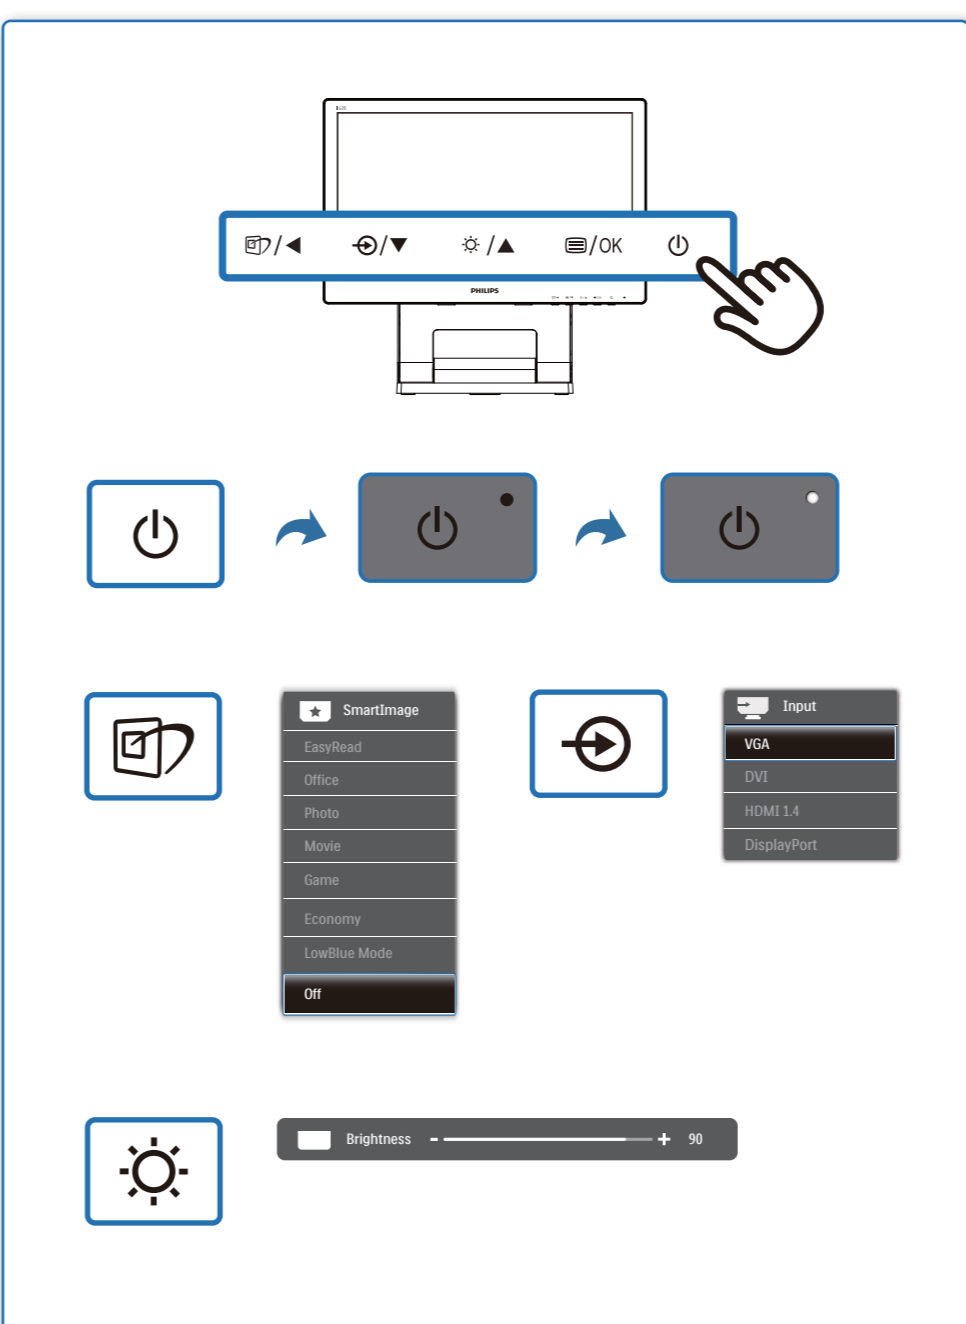 /◀ /▼ /▲ /OK
PHILIPS
SmartImage
EasyRead
Office
Photo
Movie
Game
Economy
LowBlue Mode
Off
Input
VGA
DVI
HDMI 1.4
DisplayPort
Brightness - + 90